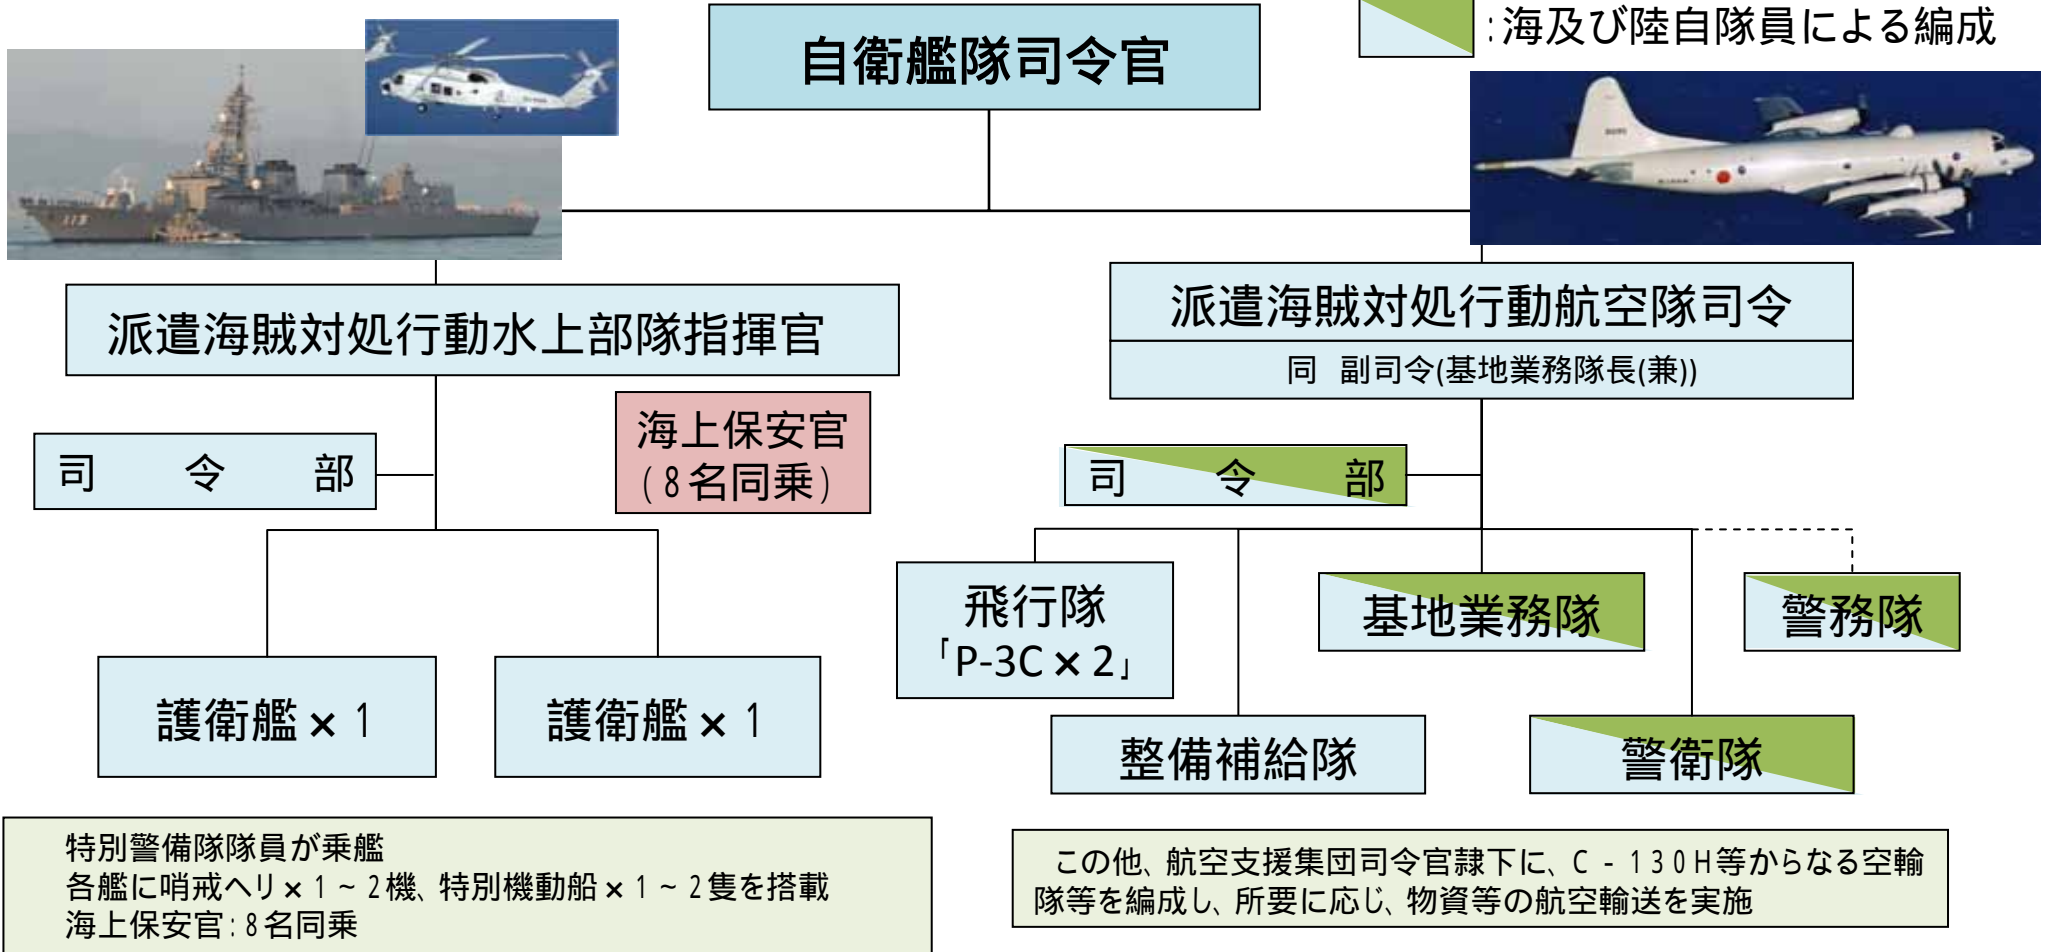 自衛艦隊司令官
:海及び陸自隊員による編成
113
派遣海賊対処行動水上部隊指揮官
派遣海賊対処行動航空隊司令
同 副司令(基地業務隊長(兼))
海上保安官
(8名同乗)
司 令 部
司 令 部
飛行隊
「P-3C×2」
基地業務隊
警務隊
護衛艦×1
護衛艦×1
整備補給隊
警衛隊
特別警備隊隊員が乗艦
各艦に哨戒ヘリ×1~2機、特別機動船×1~2隻を搭載
海上保安官:8名同乗
この他、航空支援集団司令官隷下に、C-130H等からなる空輸
隊等を編成し、所要に応じ、物資等の航空輸送を実施